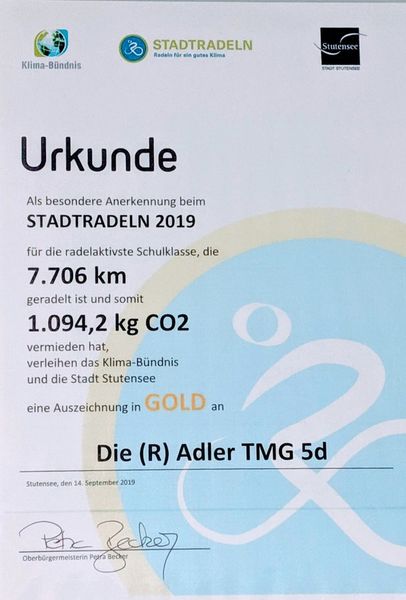 Klima-Bündnis
STADTRADELN
Radeln für ein gutes Klima
Stutensee
STADT STUTENSEE
Urkunde
Als besondere Anerkennung beim
STADTRADELN 2019
für die radelaktivste Schulklasse, die
7.706 km
geradelt ist und somit
1.094,2 kg CO2
vermieden hat,
verleihen das Klima-Bündnis
und die Stadt Stutensee
eine Auszeichnung in GOLD an
Die (R) Adler TMG 5d
Stutensee, den 14. September 2019
Petra Becker
Oberbürgermeisterin Petra Becker